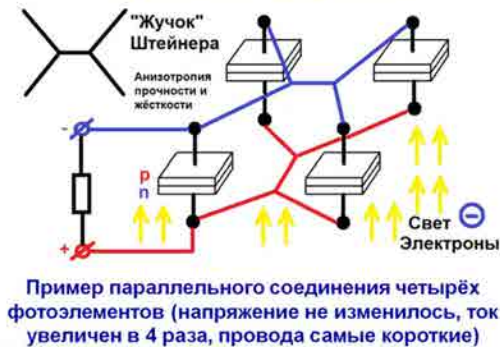 "Жучок"
Штейнера
Анизотропия
прочности и
жёсткости
-
p
n
+
Свет
Электроны
Пример параллельного соединения четырёх
фотоэлементов (напряжение не изменилось, ток
увеличен в 4 раза, провода самые короткие)